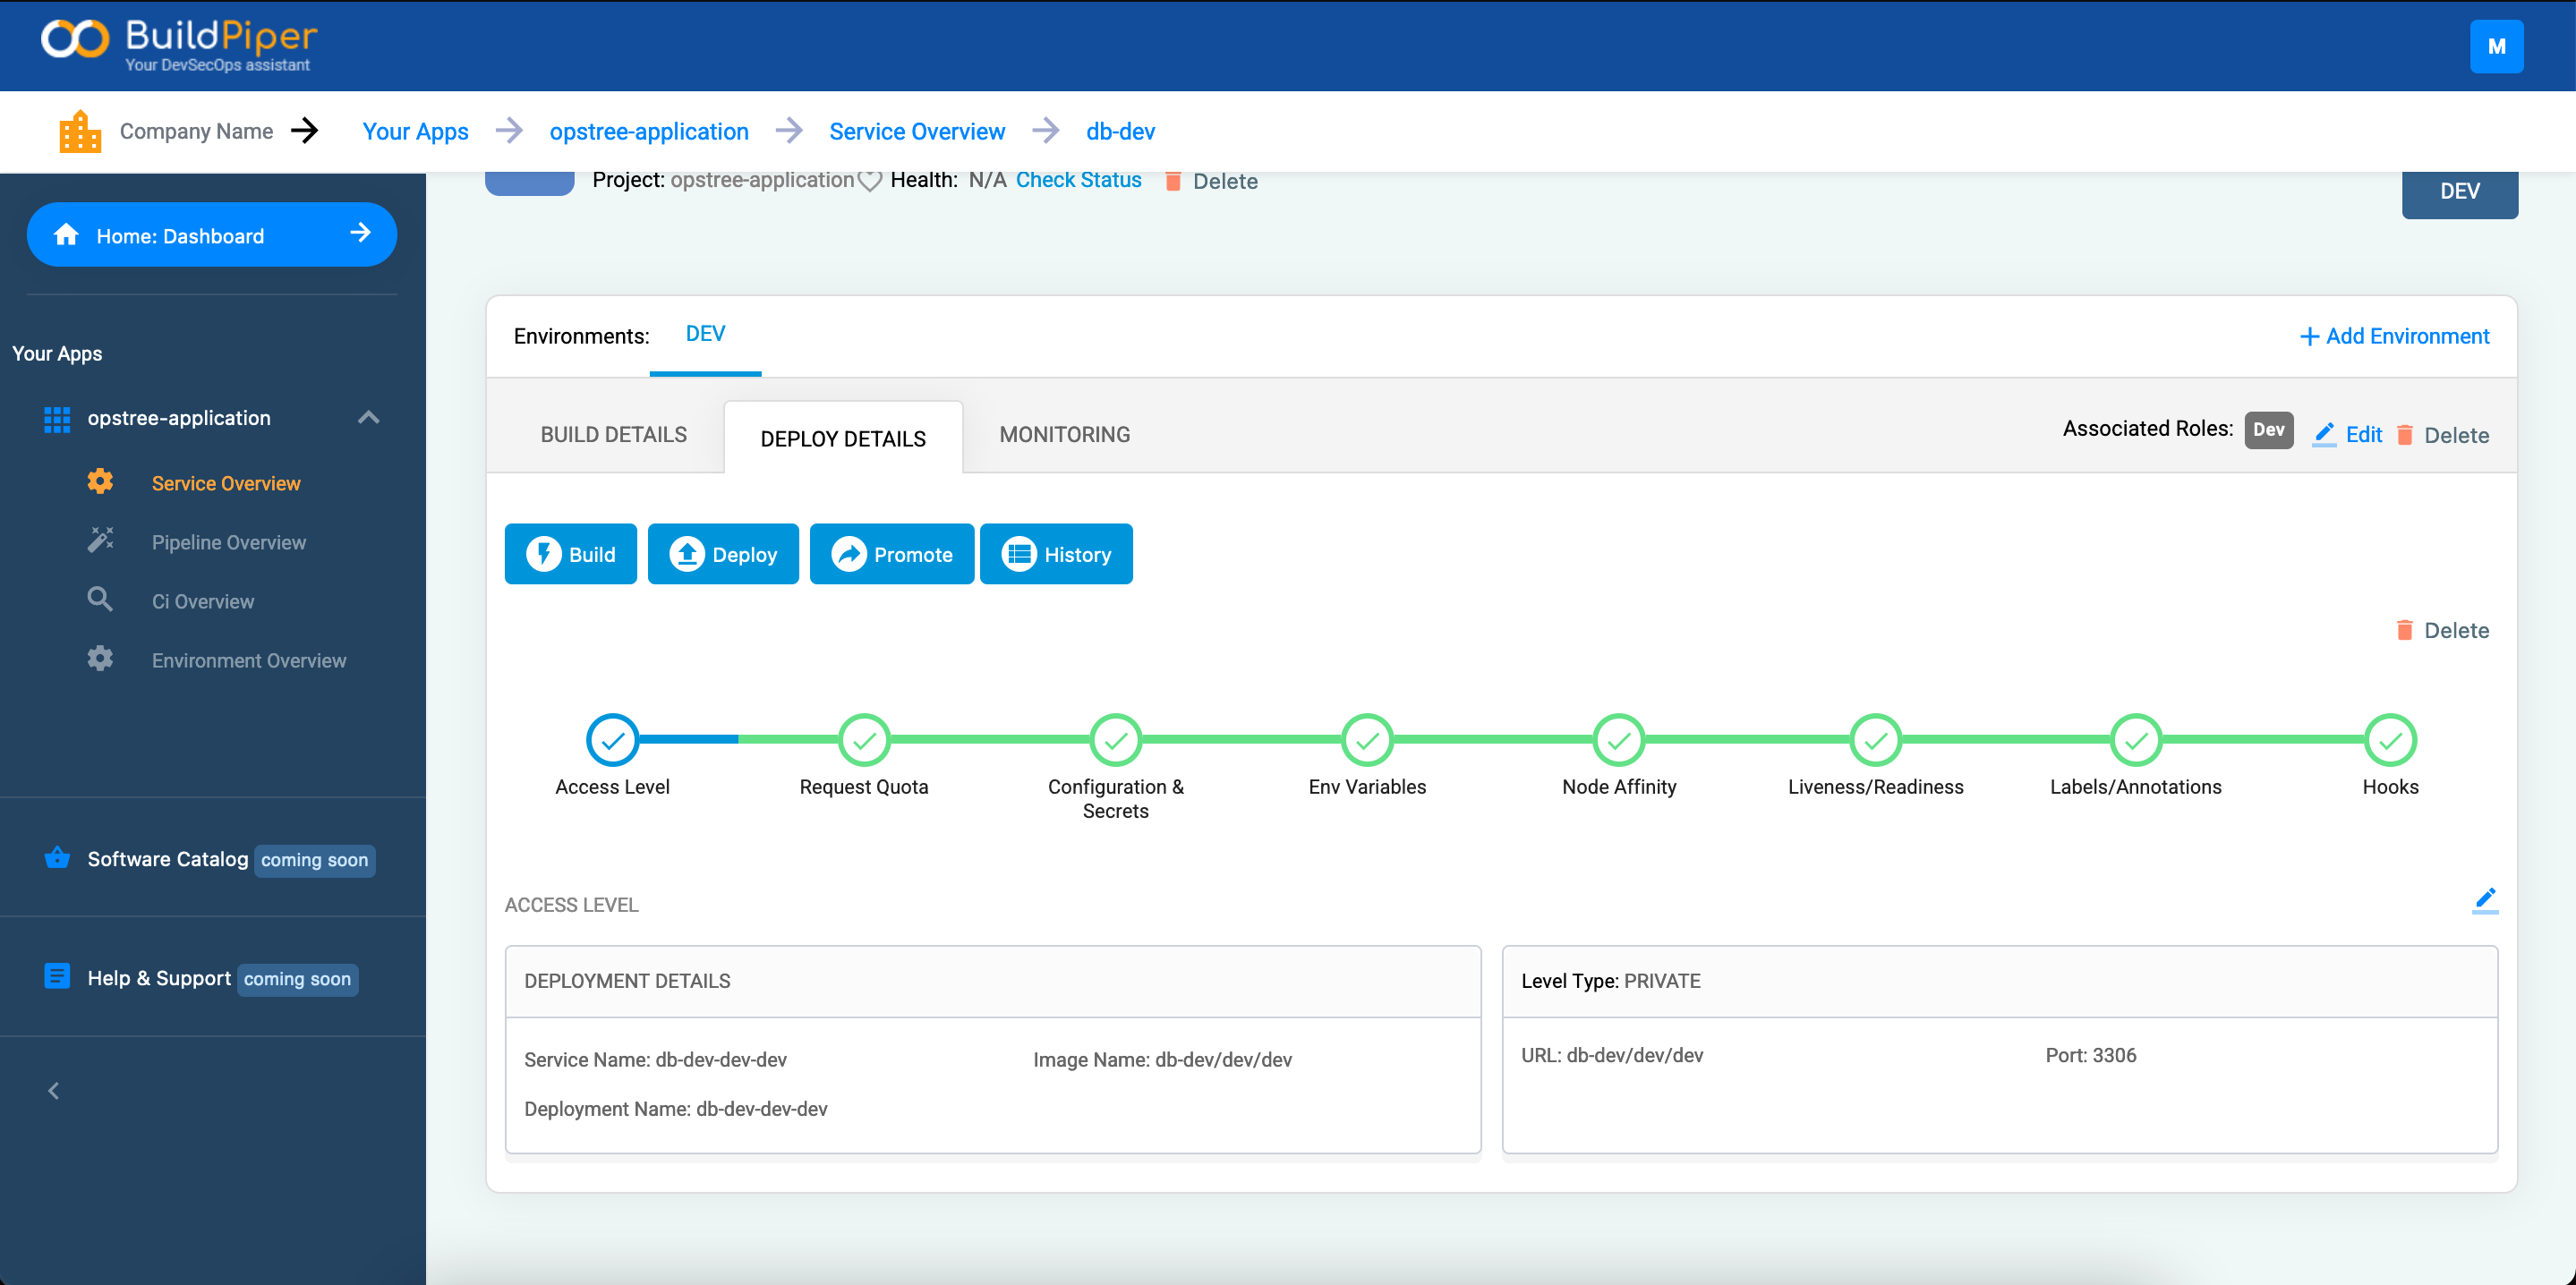 BuildPiper
Your DevSecOps assistant
M
Company Name Your Apps opstree-application Service Overview db-dev
Project: opstree-application Health: N/A Check Status Delete
DEV
Home: Dashboard
Your Apps
opstree-application
Service Overview
Pipeline Overview
Ci Overview
Environment Overview
Software Catalog coming soon
Help & Support coming soon
Environments: DEV
+ Add Environment
BUILD DETAILS DEPLOY DETAILS MONITORING
Associated Roles: Dev Edit Delete
Build Deploy Promote History
Delete
Access Level
Request Quota
Configuration &
Secrets
Env Variables
Node Affinity
Liveness/Readiness
Labels/Annotations
Hooks
ACCESS LEVEL
DEPLOYMENT DETAILS
Service Name: db-dev-dev-dev
Image Name: db-dev/dev/dev
Deployment Name: db-dev-dev-dev
Level Type: PRIVATE
URL: db-dev/dev/dev
Port: 3306